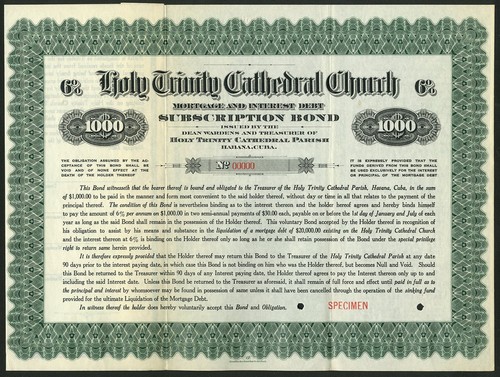 6% Holy Trinity Cathedral Church 6%
MORTGAGE AND INTEREST DEBT
SUBSCRIPTION BOND
ISSUED BY THE
DEAN WARDENS AND TREASURER OF
HOLY TRINITY CATHEDRAL PARISH
HABANA, CUBA.
1000 1000
THE OBLIGATION ASSUMED BY THE AC-
CEPTANCE OF THIS BOND SHALL BE
VOID AND OF NONE EFFECT AT THE
DEATH OF THE HOLDER THEREOF
No 00000
IT IS EXPRESSLY PROVIDED THAT THE
FUNDS DERIVED FROM THIS BOND SHALL
BE USED EXCLUSIVELY FOR THE INTEREST
OR PRINCIPAL OF THE MORTGAGE DEBT
This Bond witnesseth that the bearer thereof is bound and obligated to the Treasurer of the Holy Trinity Cathedral Parish, Havana, Cuba, in the sum
of $1,000.00 to be paid in the manner and form most convenient to the said holder thereof, without day or time in all that relates to the payment of the
principal thereof. The condition of this Bond is nevertheless binding as to the interest thereon and the holder hereof agrees and hereby binds himself
to pay the amount of 6% per annum on $1,000.00 in two semi-annual payments of $30.00 each, payable on or before the 1st day of January and July of each
year as long as the said Bond shall remain in the possession of the Holder thereof. This voluntary Bond accepted by the Holder thereof in recognition of
his obligation to assist by his means and substance in the liquidation of a mortgage debt of $20,000.00 existing on the Holy Trinity Cathedral Church
and the interest thereon at 6% is binding on the Holder thereof only so long as he or she shall retain possession of the Bond under the special privilege
right to return same herein provided.
It is therefore expressly provided that the Holder thereof may return this Bond to the Treasurer of the Holy Trinity Cathedral Parish at any date
90 days prior to the interest paying date, in which case this Bond is not binding on him who was the Holder thereof, but becomes Null and Void. Should
this Bond be returned to the Treasurer within 90 days of any Interest paying date, the Holder thereof agrees to pay the Interest thereon only up to and
including the said Interest date. Unless this Bond be returned to the Treasurer as aforesaid, it shall remain of full force and effect until paid in full as to
the principal and interest by whomsoever may be found in possession of same unless it shall have been cancelled through the operation of the sinking fund
provided for the ultimate Liquidation of the Mortgage Debt.
In witness thereof the holder does hereby voluntarily accept this Bond and Obligation.
SPECIMEN